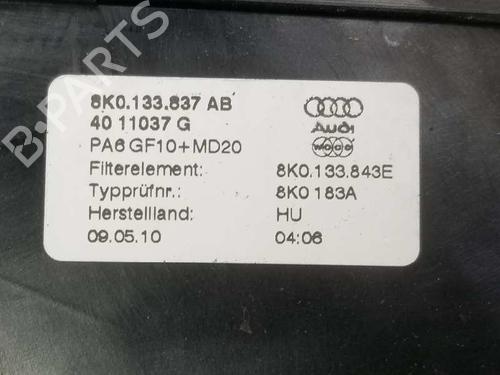 8K0.133.837 AB
40 11037 G
Audi
PA6 GF10+MD20
woco
Filterelement: 8K0.133.843E
Typprüfnr.: 8K0 183A
Herstellland: HU
09.05.10 04:06
B-PARTS